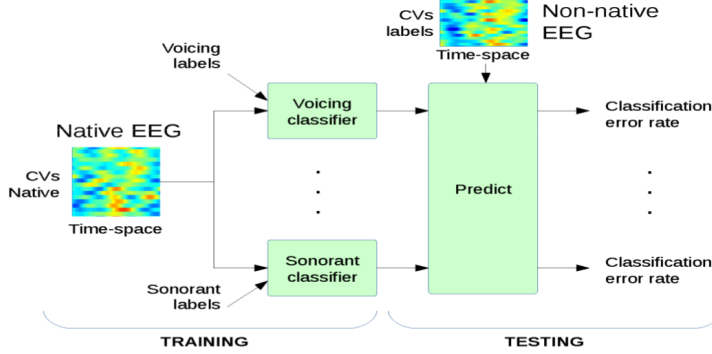 CVs
labels
Non-native
EEG
Time-space
Voicing
labels
Voicing
classifier
Classification
error rate
Native EEG
CVs
Native
Time-space
Predict
Sonorant
classifier
Classification
error rate
Sonorant
labels
TRAINING
TESTING